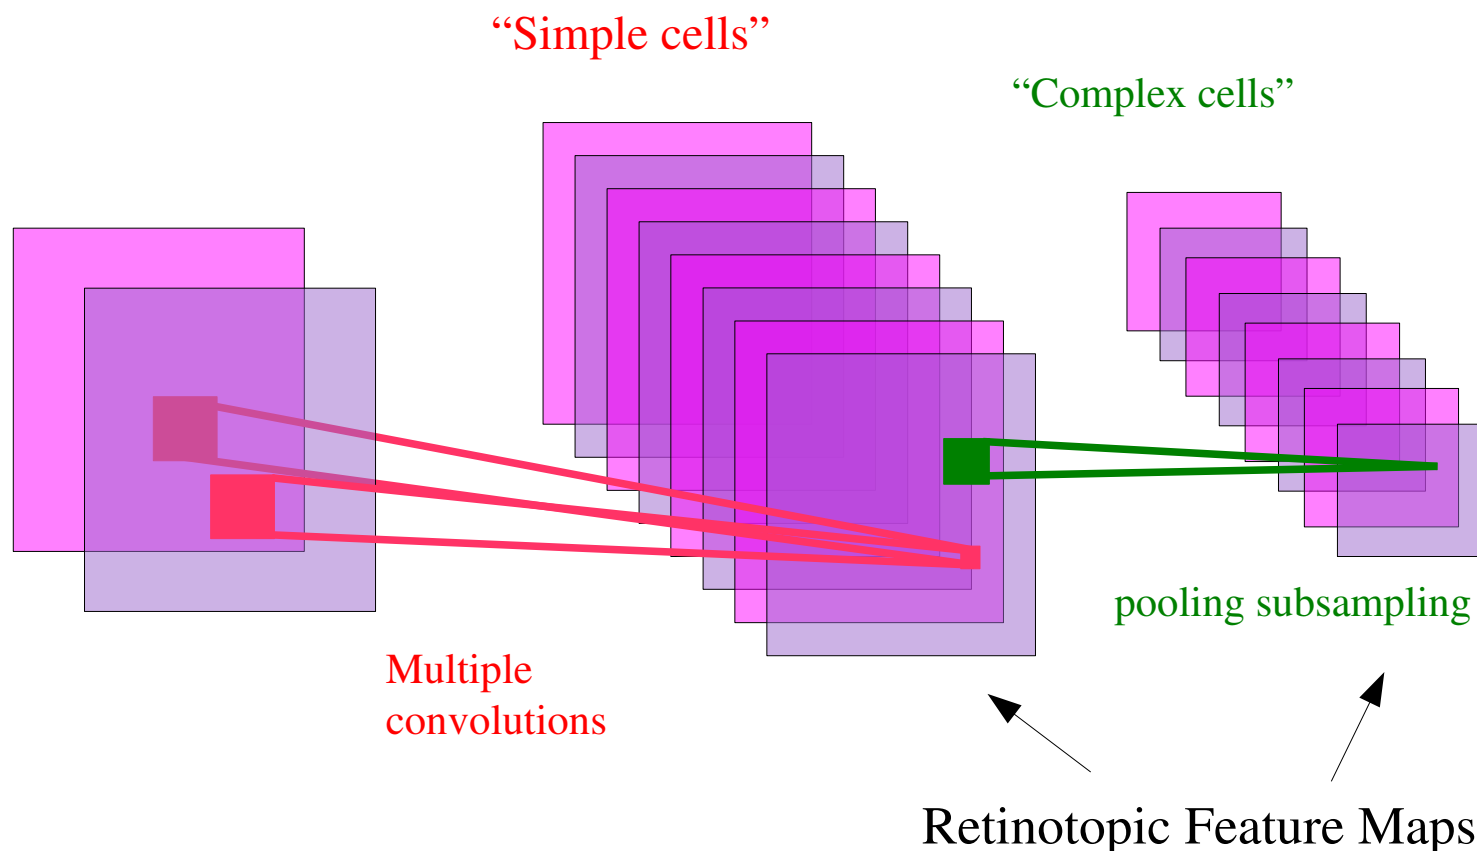 “Simple cells”
“Complex cells”
pooling subsampling
Multiple
convolutions
Retinotopic Feature Maps